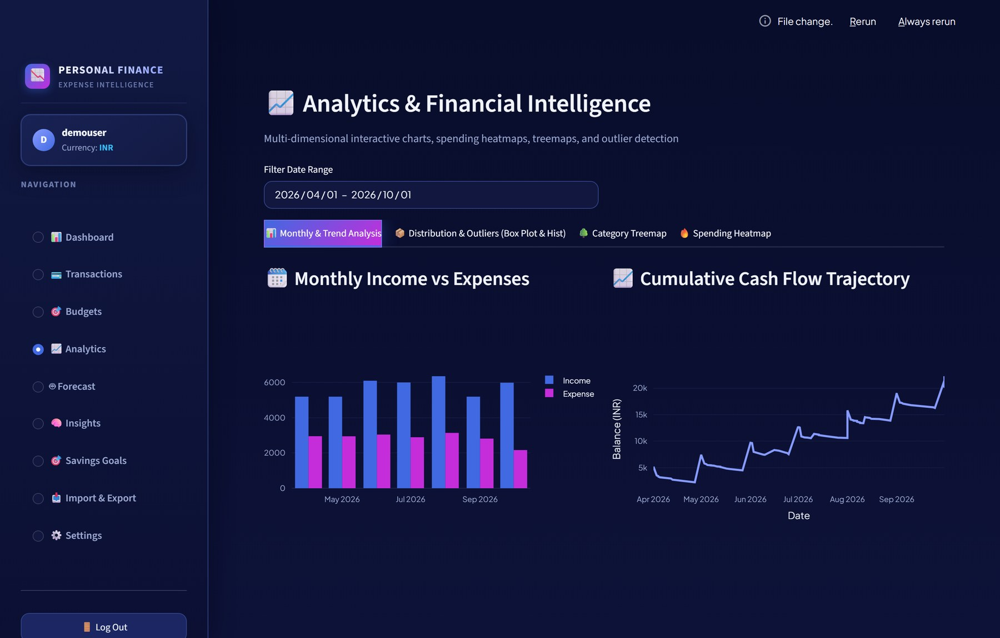 File change. Rerun Always rerun
PERSONAL FINANCE
EXPENSE INTELLIGENCE
D
demouser
Currency: INR
NAVIGATION
Dashboard
Transactions
Budgets
Analytics
Forecast
Insights
Savings Goals
Import & Export
Settings
Log Out
Analytics & Financial Intelligence
Multi-dimensional interactive charts, spending heatmaps, treemaps, and outlier detection
Filter Date Range
2026/04/01 – 2026/10/01
Monthly & Trend Analysis Distribution & Outliers (Box Plot & Hist) Category Treemap Spending Heatmap
Monthly Income vs Expenses
6000
4000
2000
0
May 2026 Jul 2026 Sep 2026
Income
Expense
Cumulative Cash Flow Trajectory
Balance (INR)
20k
15k
10k
5k
Apr 2026 May 2026 Jun 2026 Jul 2026 Aug 2026 Sep 2026
Date